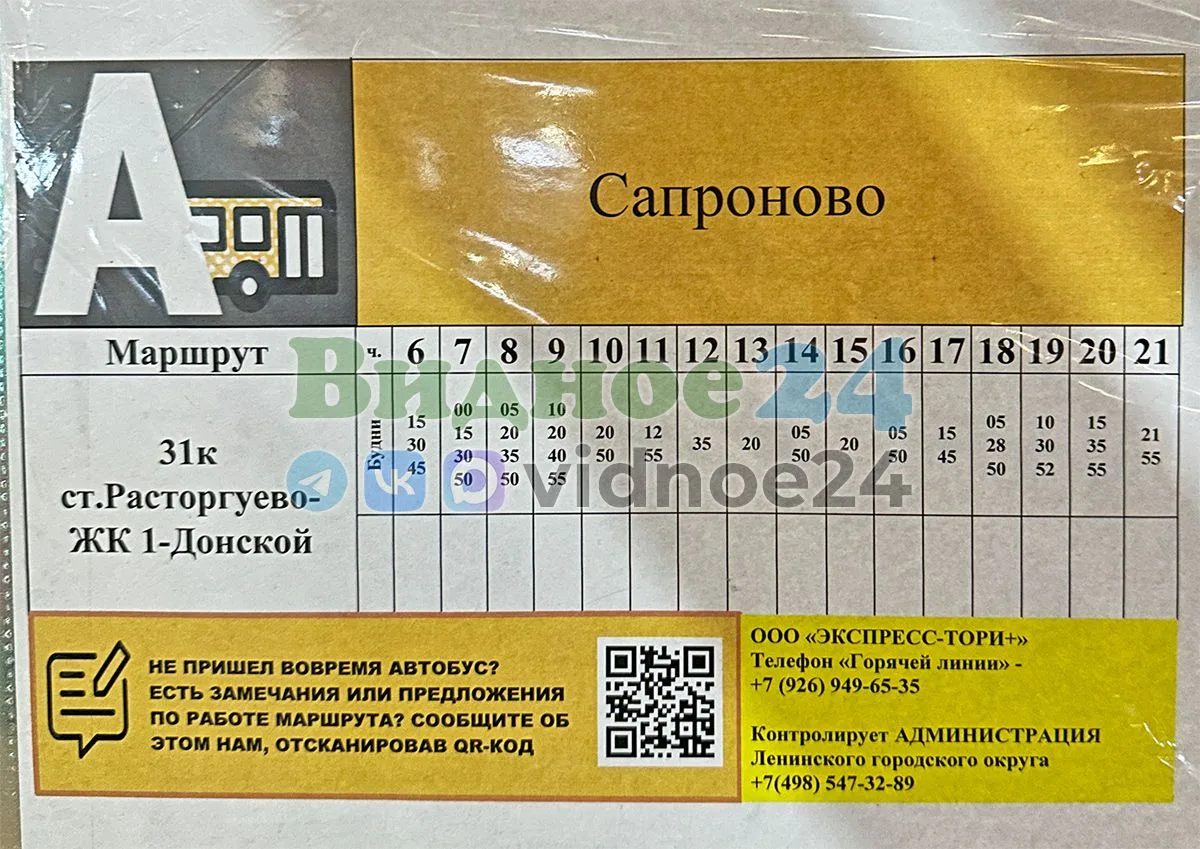 А
Сапроново
Маршрут ч. 6 7 8 9 10 11 12 13 14 15 16 17 18 19 20 21
31к
ст.Расторгуево-
ЖК 1-Донской
Будни
15 30 45
00 15 30 50
05 20 35 50
10 20 40 55
20 50
12 55
35
20
05 50
20
05 50
15 45
05 28 50
10 30 52
15 35 55
21 55
Видное24
vidnoe24
НЕ ПРИШЕЛ ВОВРЕМЯ АВТОБУС?
ЕСТЬ ЗАМЕЧАНИЯ ИЛИ ПРЕДЛОЖЕНИЯ
ПО РАБОТЕ МАРШРУТА? СООБЩИТЕ ОБ
ЭТОМ НАМ, ОТСКАНИРОВАВ QR-КОД
ООО «ЭКСПРЕСС-ТОРИ+»
Телефон «Горячей линии» -
+7 (926) 949-65-35
Контролирует АДМИНИСТРАЦИЯ
Ленинского городского округа
+7(498) 547-32-89